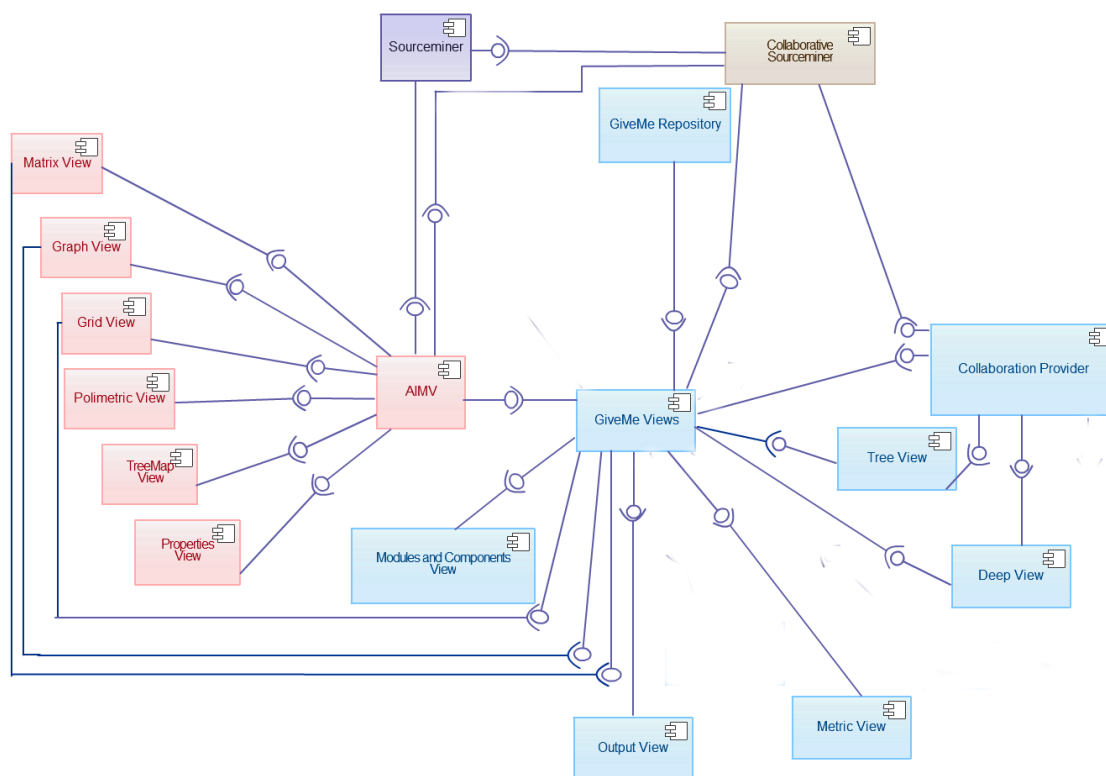 Sourceminer
Collaborative
Sourceminer
GiveMe Repository
Matrix View
Graph View
Grid View
Polimetric View
TreeMap
View
Properties
View
AIMV
GiveMe Views
Collaboration Provider
Tree View
Modules and Components
View
Deep View
Output View
Metric View